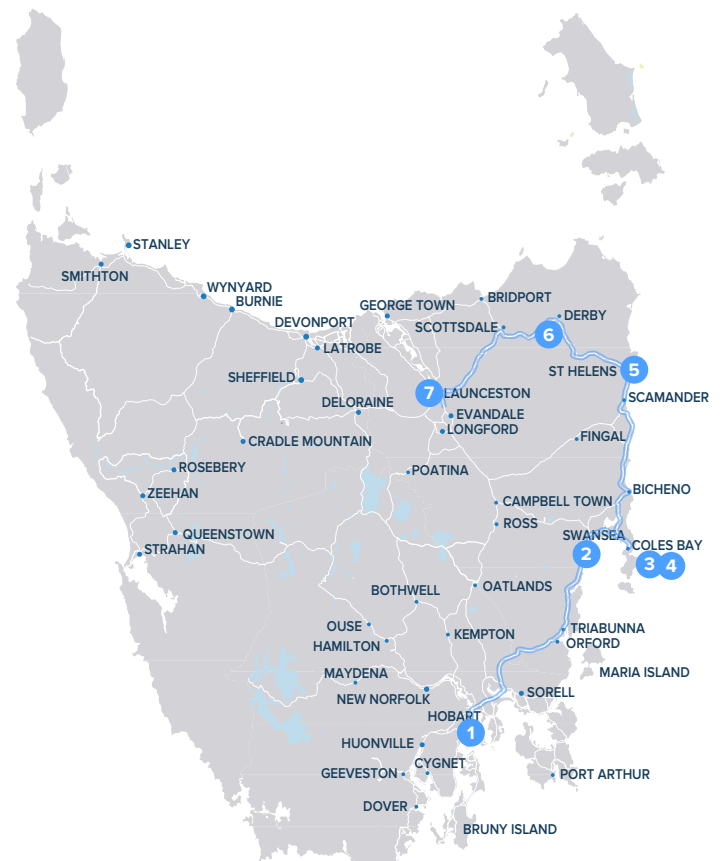 STANLEY
SMITHTON
WYNYARD
BURNIE
GEORGE TOWN
BRIDPORT
DEVONPORT
SCOTTSDALE
DERBY
6
LATROBE
ST HELENS
5
SHEFFIELD
7
LAUNCESTON
SCAMANDER
DELORAINE
EVANDALE
LONGFORD
FINGAL
CRADLE MOUNTAIN
ROSEBERY
POATINA
ZEEHAN
BICHENO
CAMPBELL TOWN
ROSS
QUEENSTOWN
SWANSEA
COLES BAY
STRAHAN
2
3
4
BOTHWELL
OATLANDS
OUSE
KEMPTON
TRIABUNNA
HAMILTON
ORFORD
MAYDENA
MARIA ISLAND
NEW NORFOLK
SORELL
HOBART
1
HUONVILLE
CYGNET
GEEVESTON
PORT ARTHUR
DOVER
BRUNY ISLAND